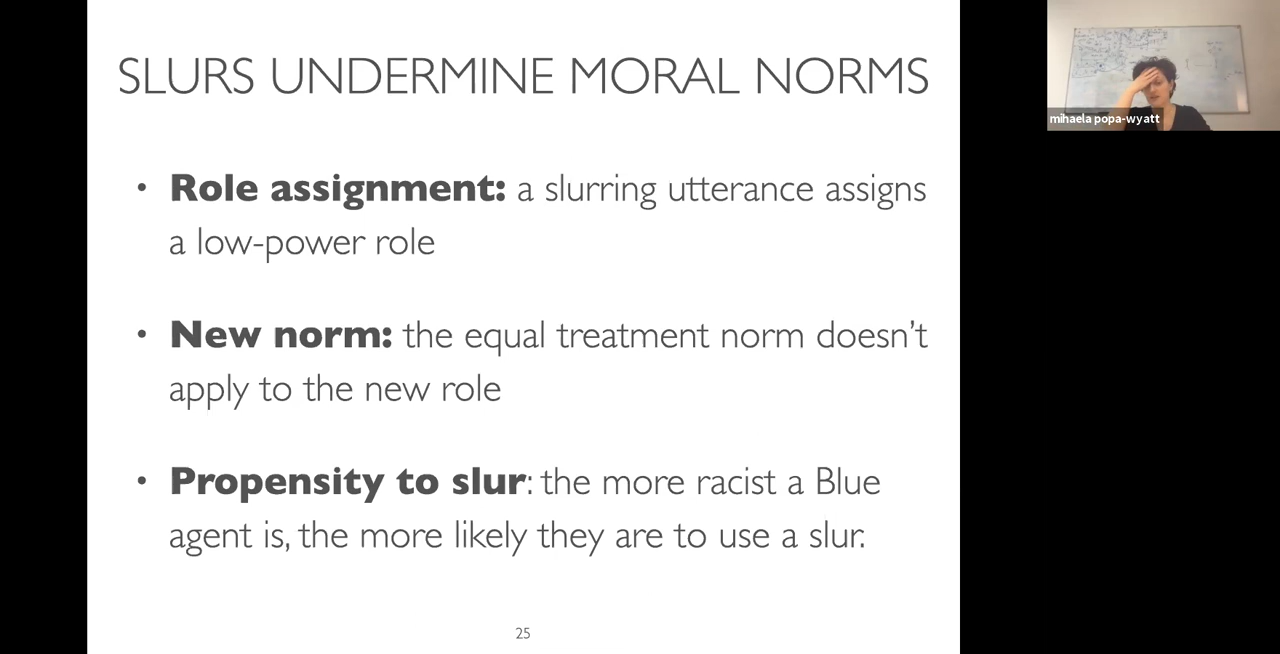 SLURS UNDERMINE MORAL NORMS
• Role assignment: a slurring utterance assigns
a low-power role
• New norm: the equal treatment norm doesn’t
apply to the new role
• Propensity to slur: the more racist a Blue
agent is, the more likely they are to use a slur.
25
mihaela popa-wyatt